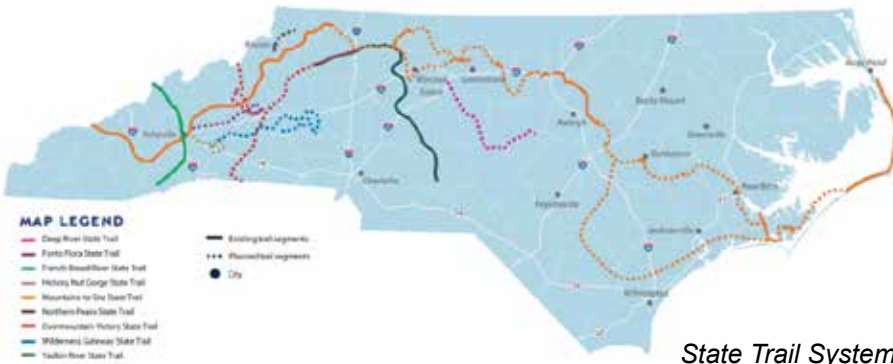 Boone
Winston
Salem
Greensboro
Asheville
Raleigh
Rocky Mount
Greenville
Goldsboro
Charlotte
Fayetteville
New Bern
Jacksonville
Wilmington
MAP LEGEND
Deep River State Trail
Fonta Flora State Trail
French Broad River State Trail
Hickory Nut Gorge State Trail
Mountains-to-Sea State Trail
Northern Peaks State Trail
Overmountain Victory State Trail
Wilderness Gateway State Trail
Yadkin River State Trail
Existing trail segments
Planned trail segments
City
State Trail System